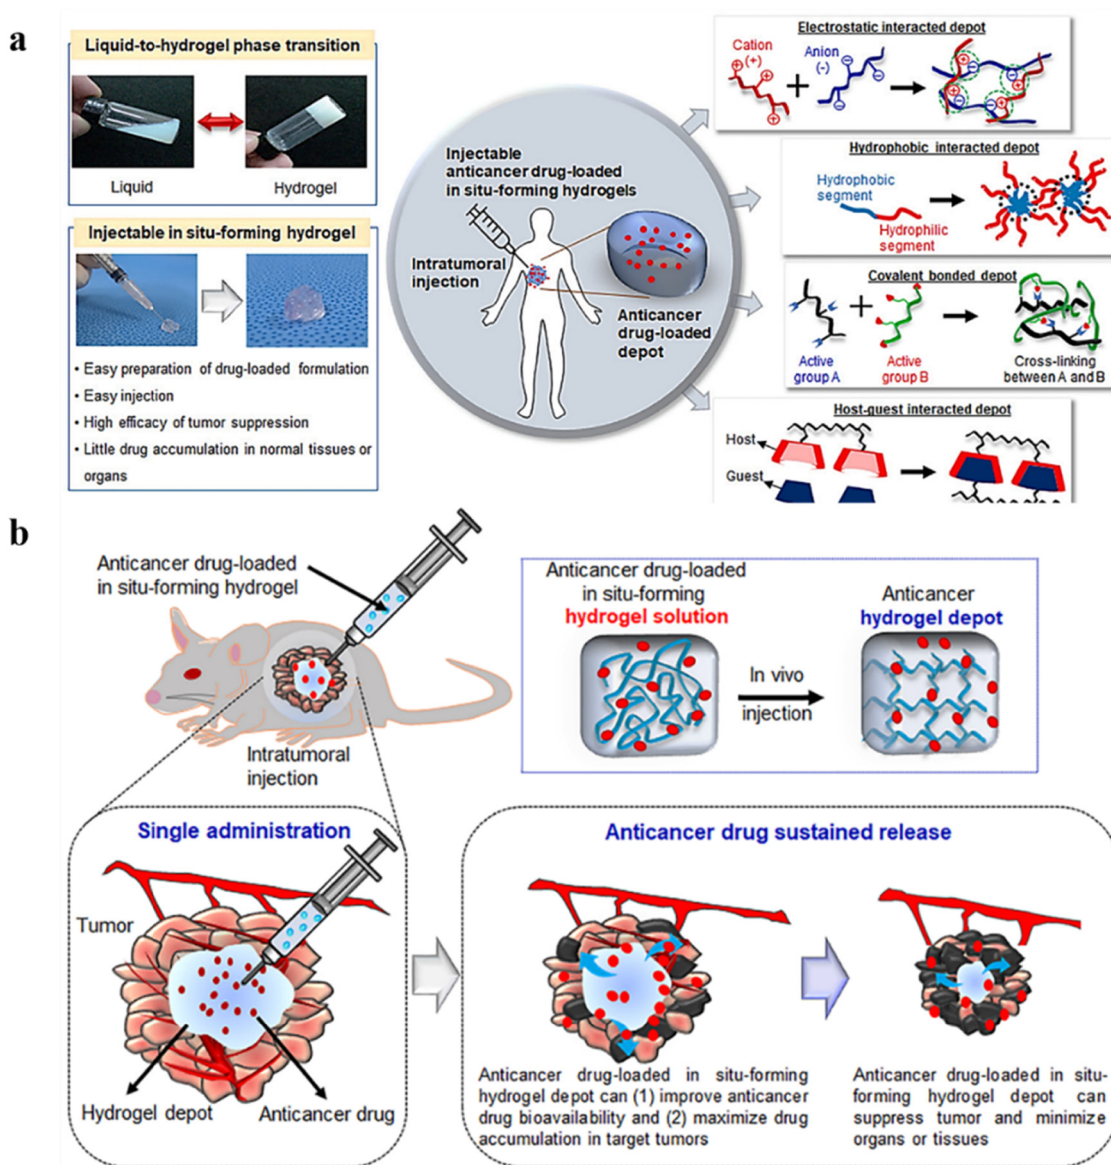 a
Liquid-to-hydrogel phase transition
Liquid
Hydrogel
Injectable in situ-forming hydrogel
• Easy preparation of drug-loaded formulation
• Easy injection
• High efficacy of tumor suppression
• Little drug accumulation in normal tissues or
organs
Injectable
anticancer drug-loaded
in situ-forming hydrogels
Intratumoral
injection
Anticancer
drug-loaded
depot
Electrostatic interacted depot
Cation
(+)
Anion
(-)
Hydrophobic interacted depot
Hydrophobic
segment
Hydrophilic
segment
Covalent bonded depot
Active
group A
Active
group B
Cross-linking
between A and B
Host-guest interacted depot
Host
Guest
b
Anticancer drug-loaded
in situ-forming hydrogel
Intratumoral
injection
Anticancer drug-loaded
in situ-forming
hydrogel solution
In vivo
injection
Anticancer
hydrogel depot
Single administration
Tumor
Hydrogel depot
Anticancer drug
Anticancer drug sustained release
Anticancer drug-loaded in situ-forming
hydrogel depot can (1) improve anticancer
drug bioavailability and (2) maximize drug
accumulation in target tumors
Anticancer drug-loaded in situ-
forming hydrogel depot can
suppress tumor and minimize
organs or tissues